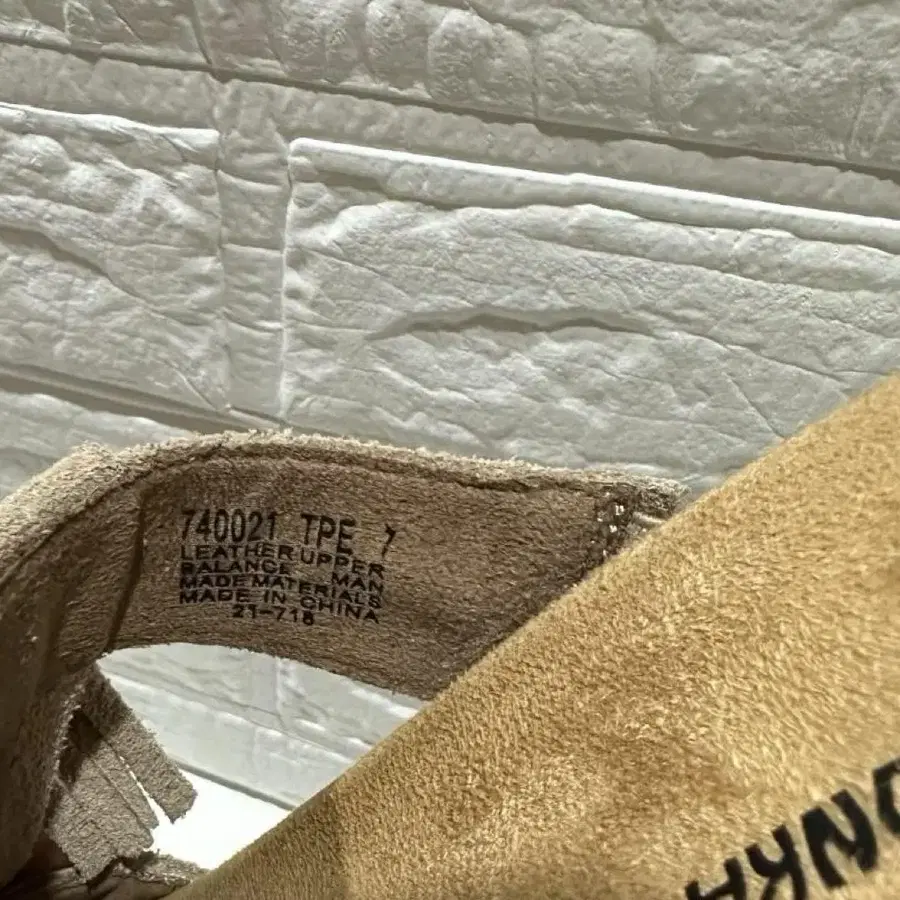 740021 TPE 7
LEATHER UPPER
BALANCE MAN
MADE MATERIALS
MADE IN CHINA
21-718